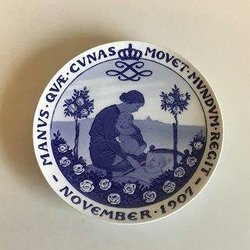 MANVS · QVÆ · CVNAS MOVET · MVNDVM · REGIT
- NOVEMBER · 1907 -